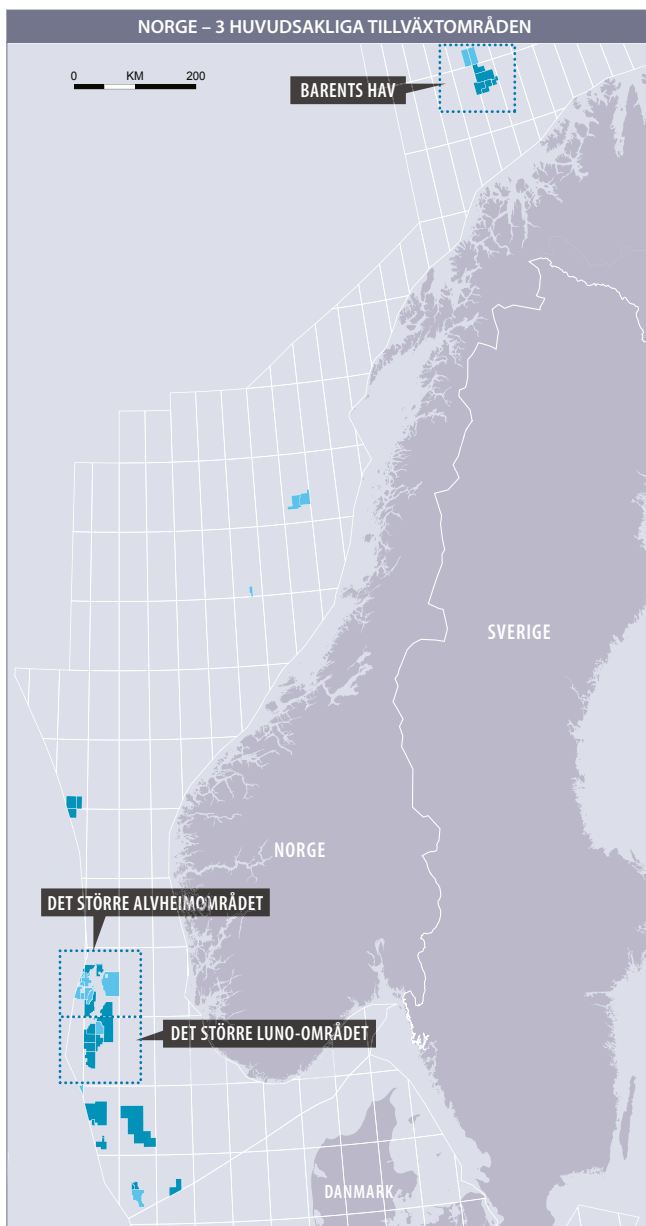 NORGE – 3 HUVUDSAKLIGA TILLVÄXTOMRÅDEN
0 KM 200
BARENTS HAV
SVERIGE
NORGE
DET STÖRRE ALVHEIMOMRÅDET
DET STÖRRE LUNO-OMRÅDET
DANMARK